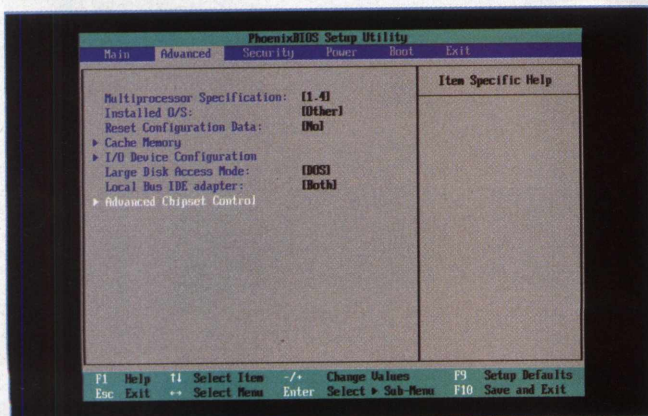 PhoenixBIOS Setup Utility
Main Advanced Security Power Boot Exit
Item Specific Help
Multiprocessor Specification: [1.4]
Installed O/S: [Other]
Reset Configuration Data: [No]
▶ Cache Memory
▶ I/O Device Configuration
Large Disk Access Mode: [DOS]
Local Bus IDE adapter: [Both]
▶ Advanced Chipset Control
F1 Help ↑↓ Select Item -/+ Change Values F9 Setup Defaults
Esc Exit ↔ Select Menu Enter Select ▶ Sub-Menu F10 Save and Exit